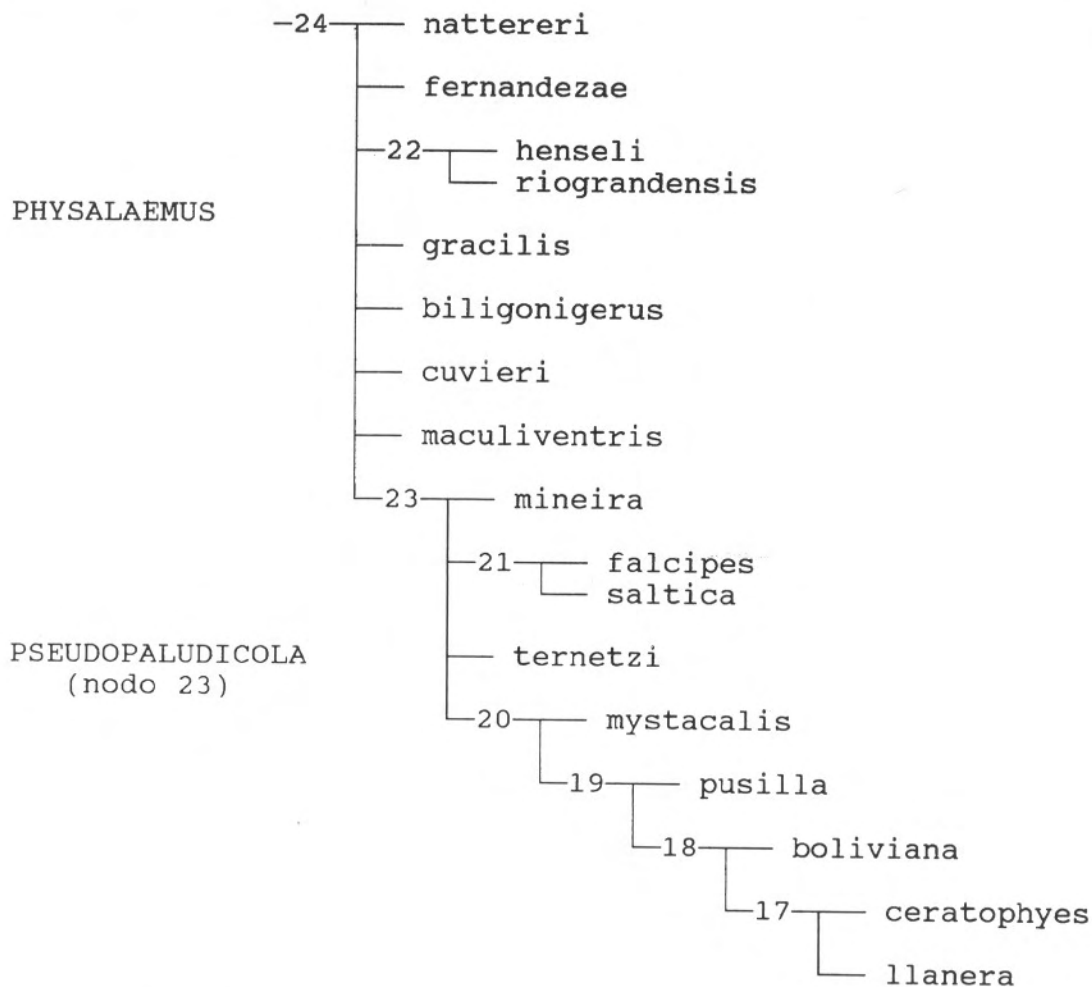 24 nattereri
fernandezae
22 henseli
riograndensis
PHYSALAEMUS
gracilis
biligonigerus
cuvieri
maculiventris
23 mineira
21 falcipes
saltica
PSEUDOPALUDICOLA
ternetzi
(nodo 23)
20 mystacalis
19 pusilla
18 boliviana
17 ceratophyes
llanera